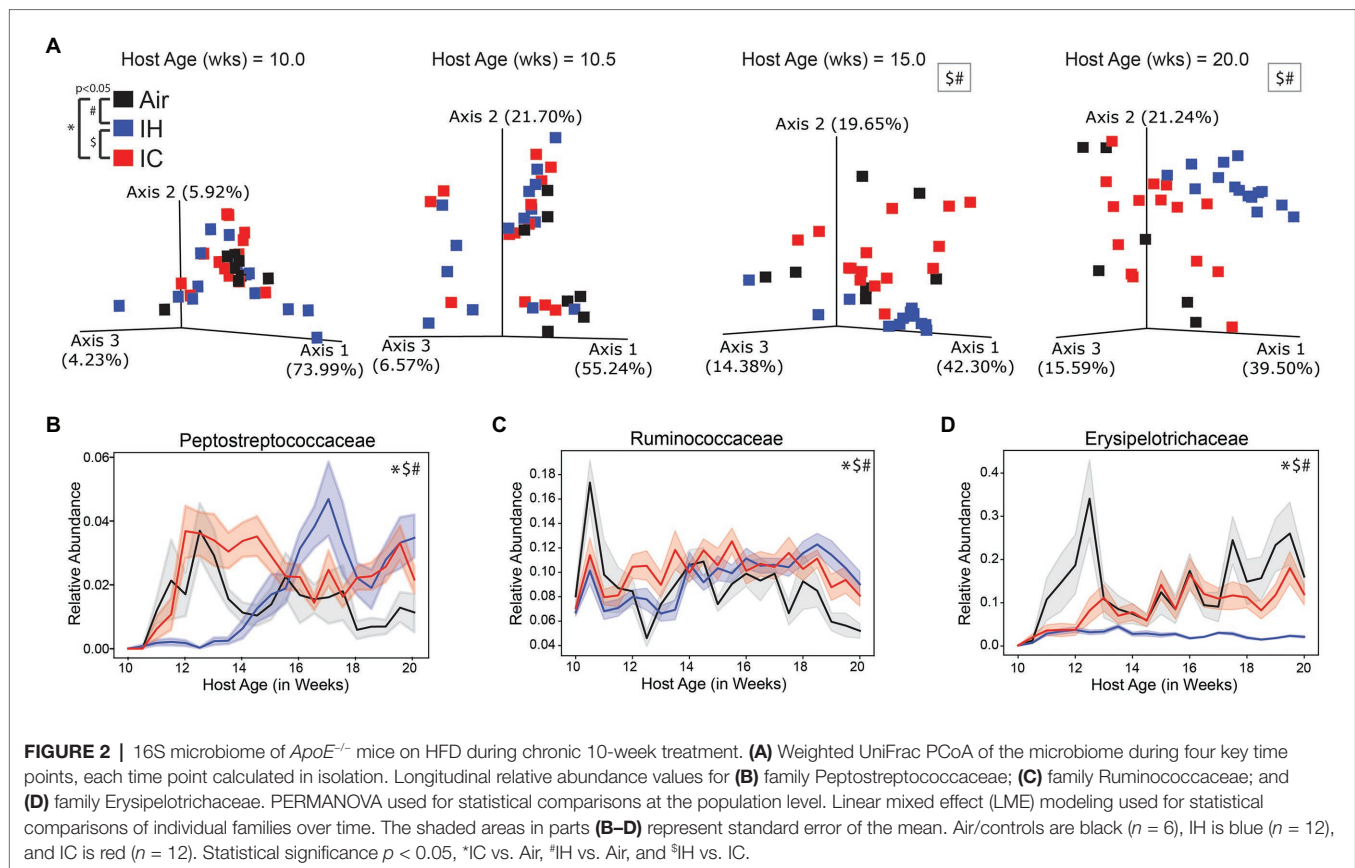 A
Host Age (wks) = 10.0
Host Age (wks) = 10.5
Host Age (wks) = 15.0
Host Age (wks) = 20.0
$#
$#
p<0.05
*
#
$
Air
IH
IC
Axis 2 (5.92%)
Axis 3
(4.23%)
Axis 1
(73.99%)
Axis 2 (21.70%)
Axis 3
(6.57%)
Axis 1
(55.24%)
Axis 2 (19.65%)
Axis 3
(14.38%)
Axis 1
(42.30%)
Axis 2 (21.24%)
Axis 3
(15.59%)
Axis 1
(39.50%)
B
Peptostreptococcaceae
*$#
Relative Abundance
0.06
0.04
0.02
0.00
10 12 14 16 18 20
Host Age (in Weeks)
C
Ruminococcaceae
*$#
Relative Abundance
0.18
0.16
0.14
0.12
0.10
0.08
0.06
0.04
10 12 14 16 18 20
Host Age (in Weeks)
D
Erysipelotrichaceae
*$#
Relative Abundance
0.4
0.3
0.2
0.1
0.0
10 12 14 16 18 20
Host Age (in Weeks)
FIGURE 2 | 16S microbiome of ApoE−/− mice on HFD during chronic 10-week treatment. (A) Weighted UniFrac PCoA of the microbiome during four key time
points, each time point calculated in isolation. Longitudinal relative abundance values for (B) family Peptostreptococcaceae; (C) family Ruminococcaceae; and
(D) family Erysipelotrichaceae. PERMANOVA used for statistical comparisons at the population level. Linear mixed effect (LME) modeling used for statistical
comparisons of individual families over time. The shaded areas in parts (B–D) represent standard error of the mean. Air/controls are black (n = 6), IH is blue (n = 12),
and IC is red (n = 12). Statistical significance p < 0.05, *IC vs. Air, #IH vs. Air, and $IH vs. IC.